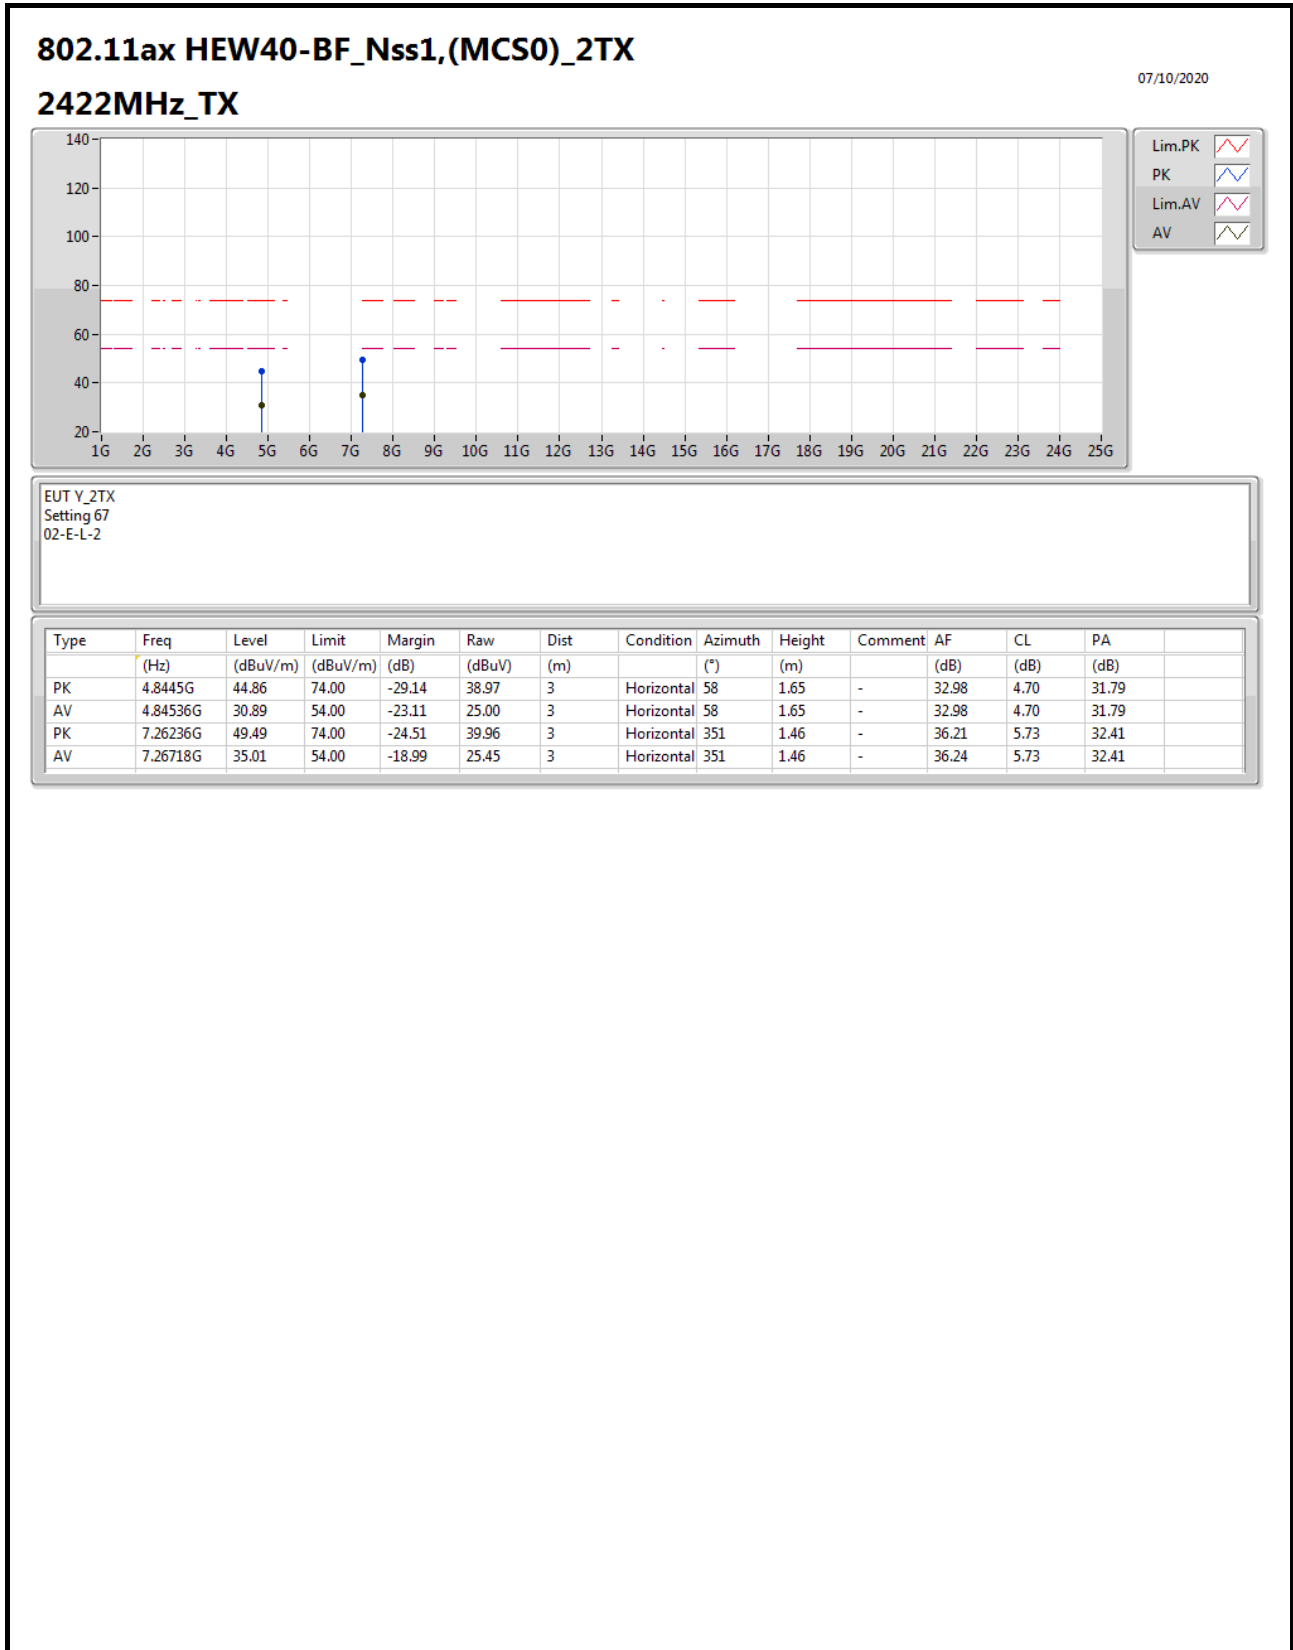 802.11ax HEW40-BF_Nss1,(MCS0)_2TX
07/10/2020
2422MHz_TX
140
120
100
80
60
40
20
1G 2G 3G 4G 5G 6G 7G 8G 9G 10G 11G 12G 13G 14G 15G 16G 17G 18G 19G 20G 21G 22G 23G 24G 25G
Lim.PK
PK
Lim.AV
AV
EUT Y_2TX
Setting 67
02-E-L-2
Type Freq Level Limit Margin Raw Dist Condition Azimuth Height Comment AF CL PA
(Hz) (dBuV/m) (dBuV/m) (dB) (dBuV) (m) (°) (m) (dB) (dB) (dB)
PK 4.8445G 44.86 74.00 -29.14 38.97 3 Horizontal 58 1.65 - 32.98 4.70 31.79
AV 4.84536G 30.89 54.00 -23.11 25.00 3 Horizontal 58 1.65 - 32.98 4.70 31.79
PK 7.26236G 49.49 74.00 -24.51 39.96 3 Horizontal 351 1.46 - 36.21 5.73 32.41
AV 7.26718G 35.01 54.00 -18.99 25.45 3 Horizontal 351 1.46 - 36.24 5.73 32.41